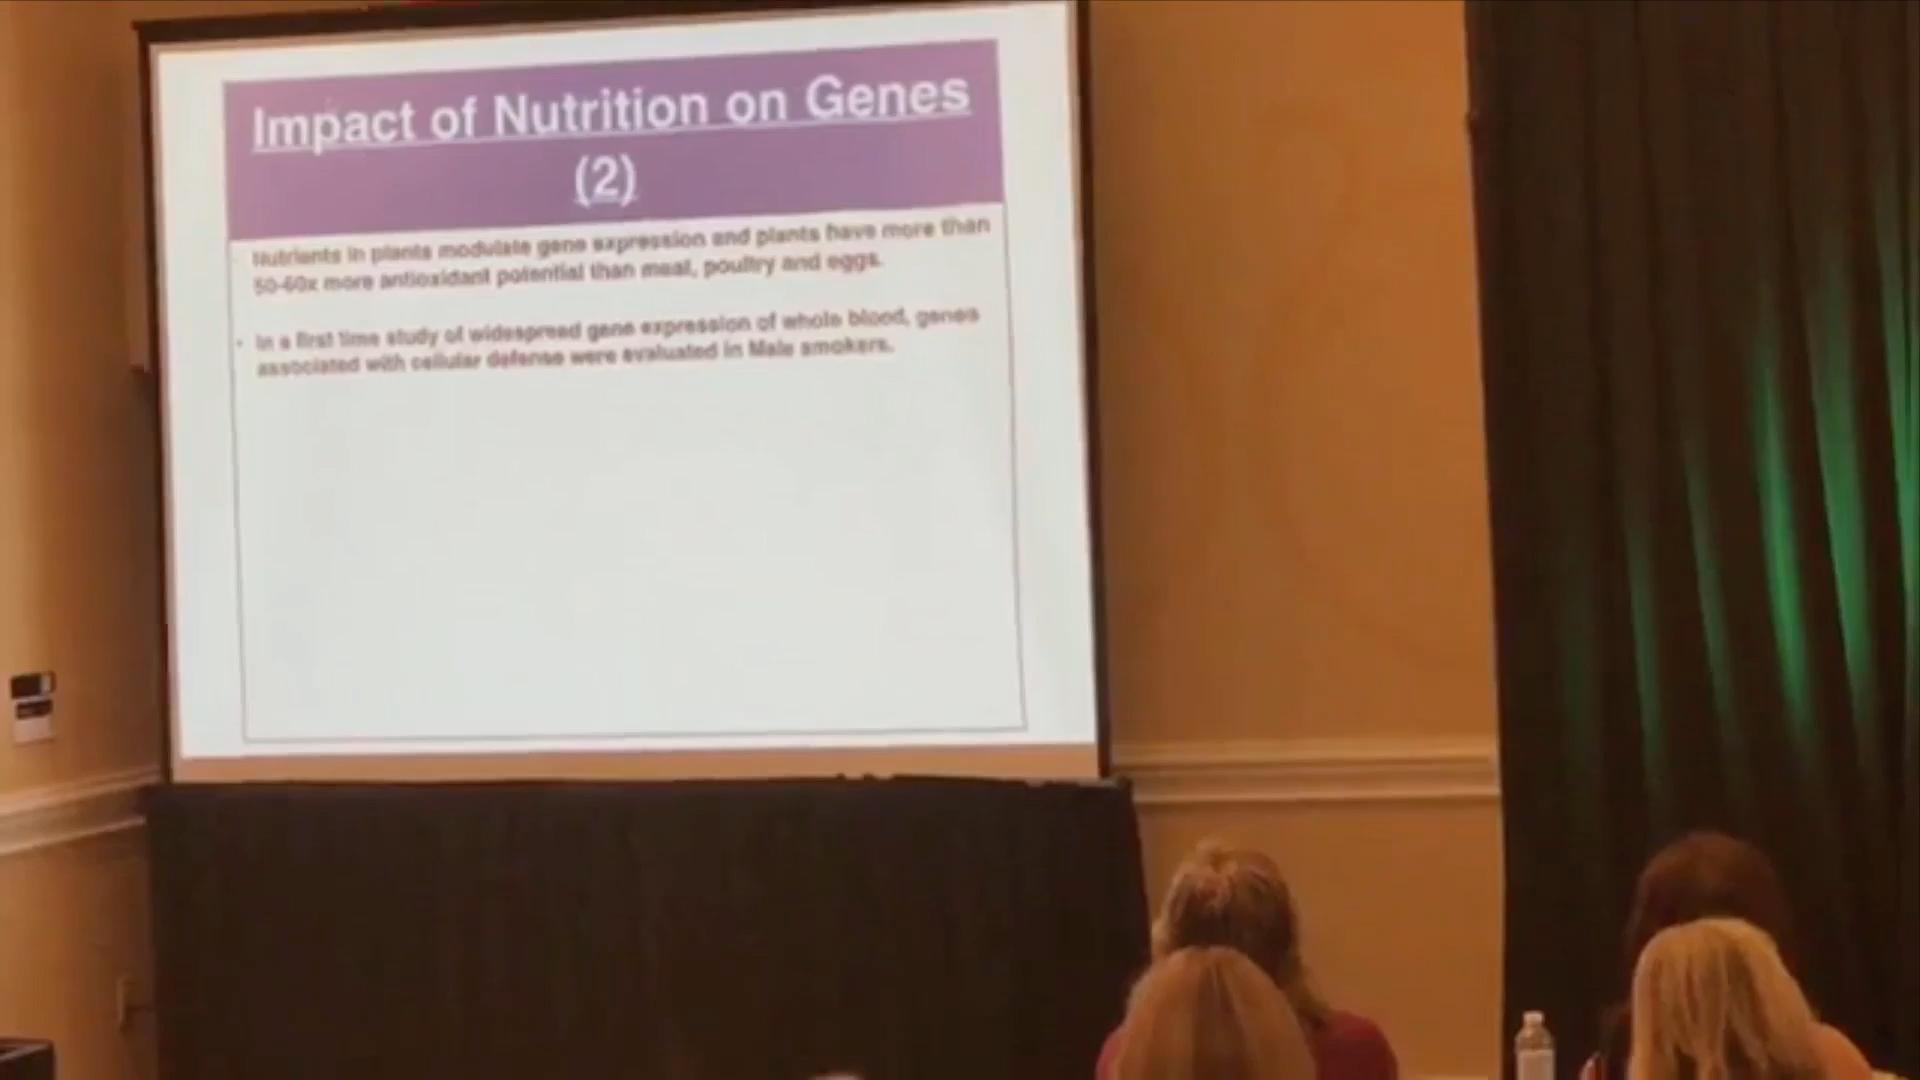 Impact of Nutrition on Genes
(2)
Nutrients in plants modulate gene expression and plants have more than
50-60x more antioxidant potential than meat, poultry and eggs.
• In a first time study of widespread gene expression of whole blood, genes
associated with cellular defense were evaluated in Male smokers.